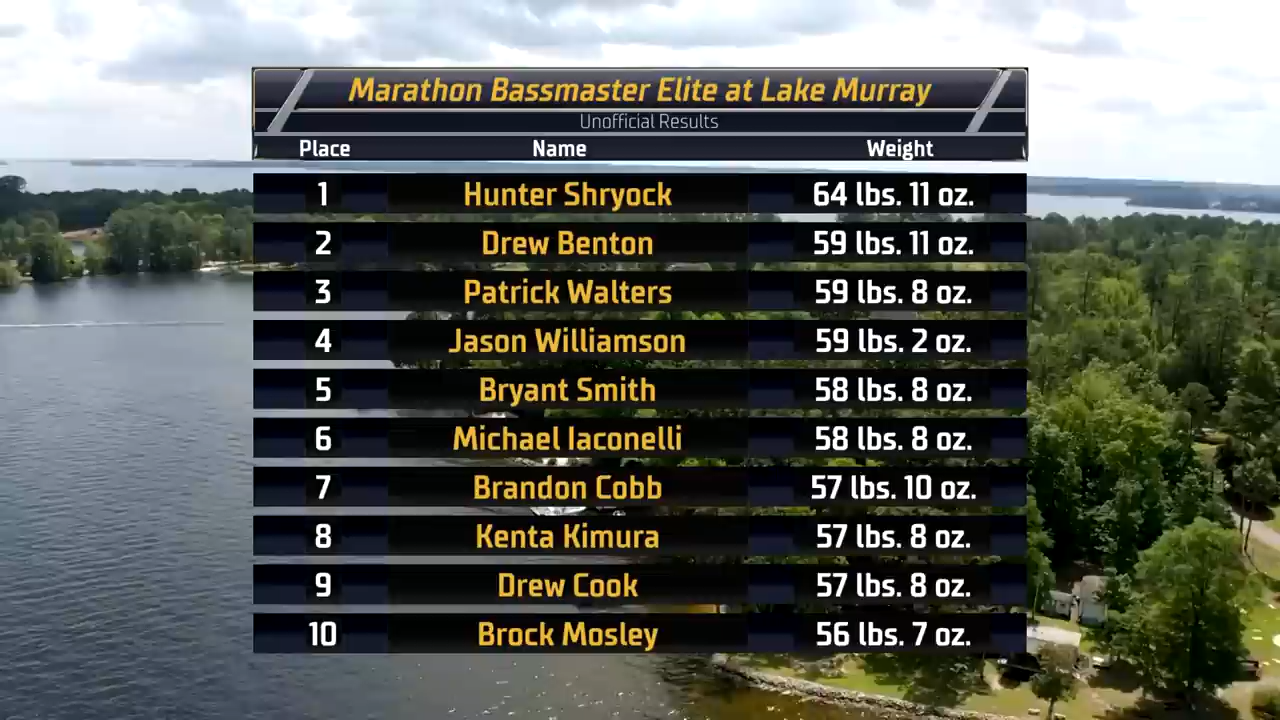 Marathon Bassmaster Elite at Lake Murray
Unofficial Results
Place Name Weight
1 Hunter Shryock 64 lbs. 11 oz.
2 Drew Benton 59 lbs. 11 oz.
3 Patrick Walters 59 lbs. 8 oz.
4 Jason Williamson 59 lbs. 2 oz.
5 Bryant Smith 58 lbs. 8 oz.
6 Michael Iaconelli 58 lbs. 8 oz.
7 Brandon Cobb 57 lbs. 10 oz.
8 Kenta Kimura 57 lbs. 8 oz.
9 Drew Cook 57 lbs. 8 oz.
10 Brock Mosley 56 lbs. 7 oz.